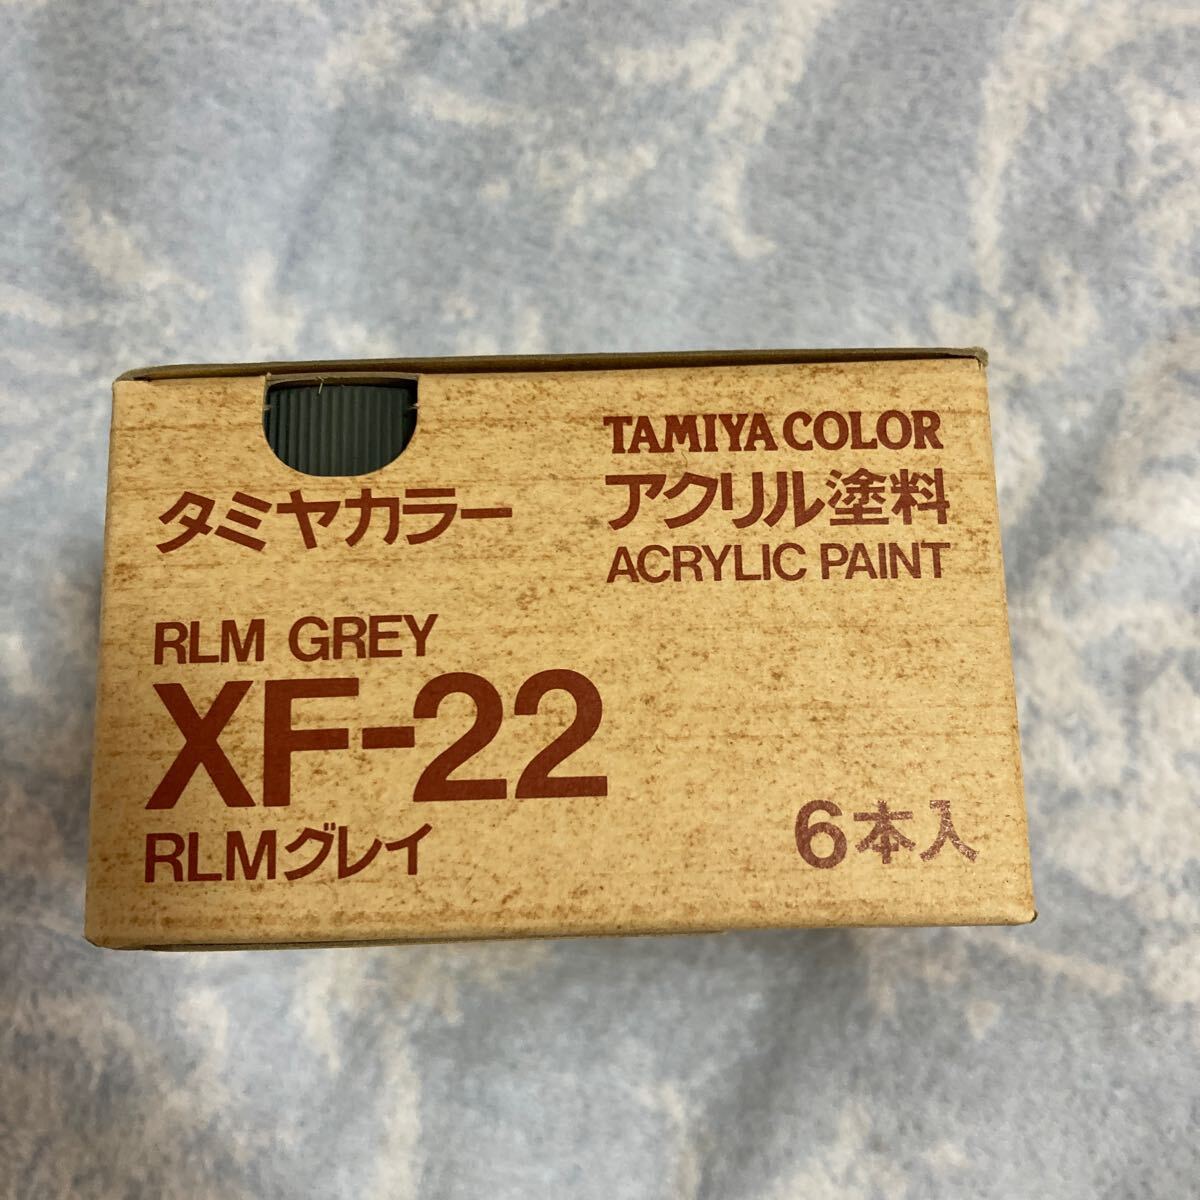 TAMIYA COLOR
アクリル塗料
ACRYLIC PAINT
タミヤカラー
RLM GREY
XF-22
RLMグレイ
6本入